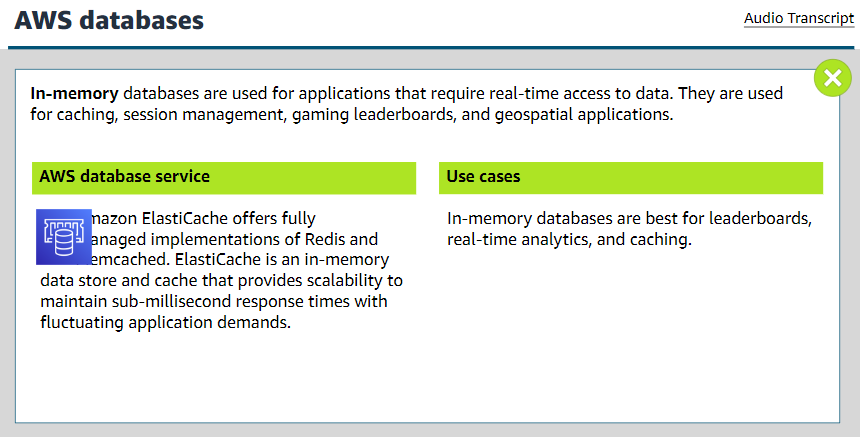 AWS databases
Audio Transcript
In-memory databases are used for applications that require real-time access to data. They are used
for caching, session management, gaming leaderboards, and geospatial applications.
AWS database service
mazon ElastiCache offers fully
anaged implementations of Redis and
emcached. ElastiCache is an in-memory
data store and cache that provides scalability to
maintain sub-millisecond response times with
fluctuating application demands.
Use cases
In-memory databases are best for leaderboards,
real-time analytics, and caching.